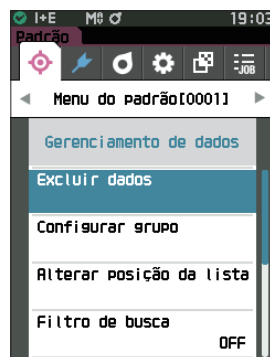 I+E M0 σ 19:03
Padrão
-JOB
Menu do padrão[0001]
Gerenciamento de dados
Excluir dados
Configurar grupo
Alterar posição da lista
Filtro de busca
OFF